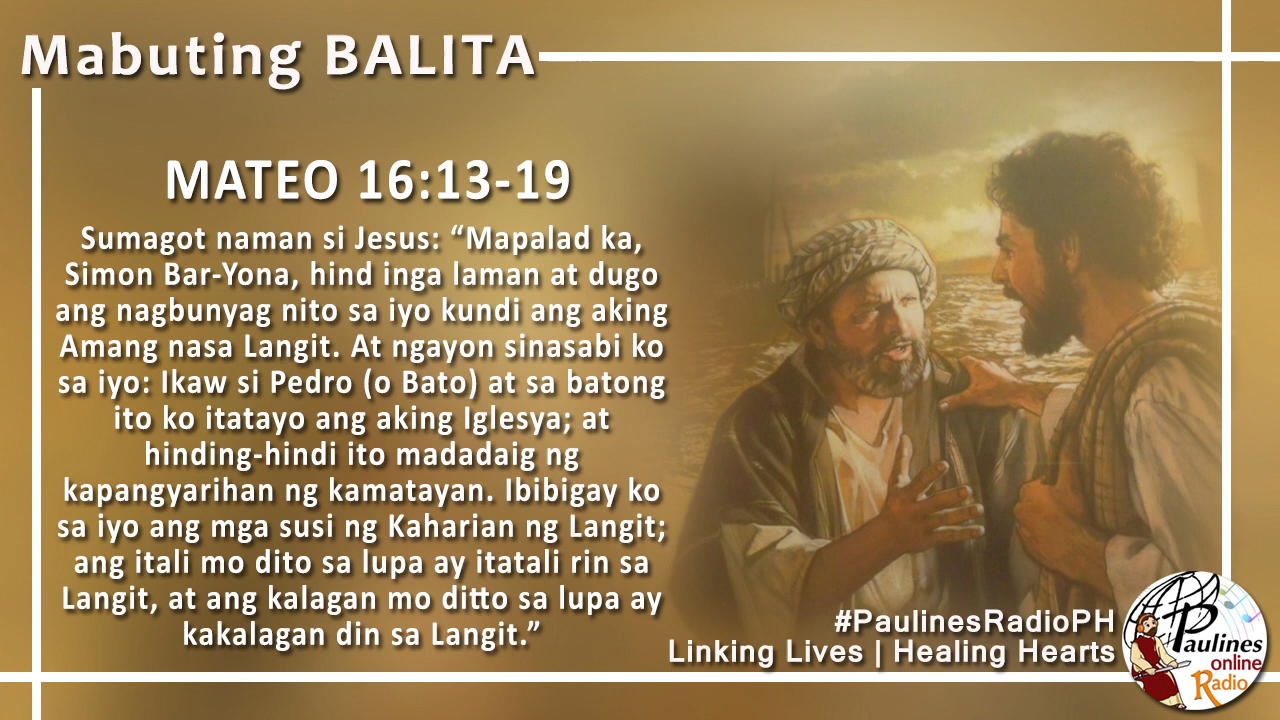 Mabuting BALITA
MATEO 16:13-19
Sumagot naman si Jesus: “Mapalad ka,
Simon Bar-Yona, hind inga laman at dugo
ang nagbunyag nito sa iyo kundi ang aking
Amang nasa Langit. At ngayon sinasabi ko
sa iyo: Ikaw si Pedro (o Bato) at sa batong
ito ko itatayo ang aking Iglesya; at
hinding-hindi ito madadaig ng
kapangyarihan ng kamatayan. Ibibigay ko
sa iyo ang mga susi ng Kaharian ng Langit;
ang itali mo dito sa lupa ay itatali rin sa
Langit, at ang kalagan mo ditto sa lupa ay
kakalagan din sa Langit.”
#PaulinesRadioPH
Linking Lives | Healing Hearts
Paulines
online
Radio